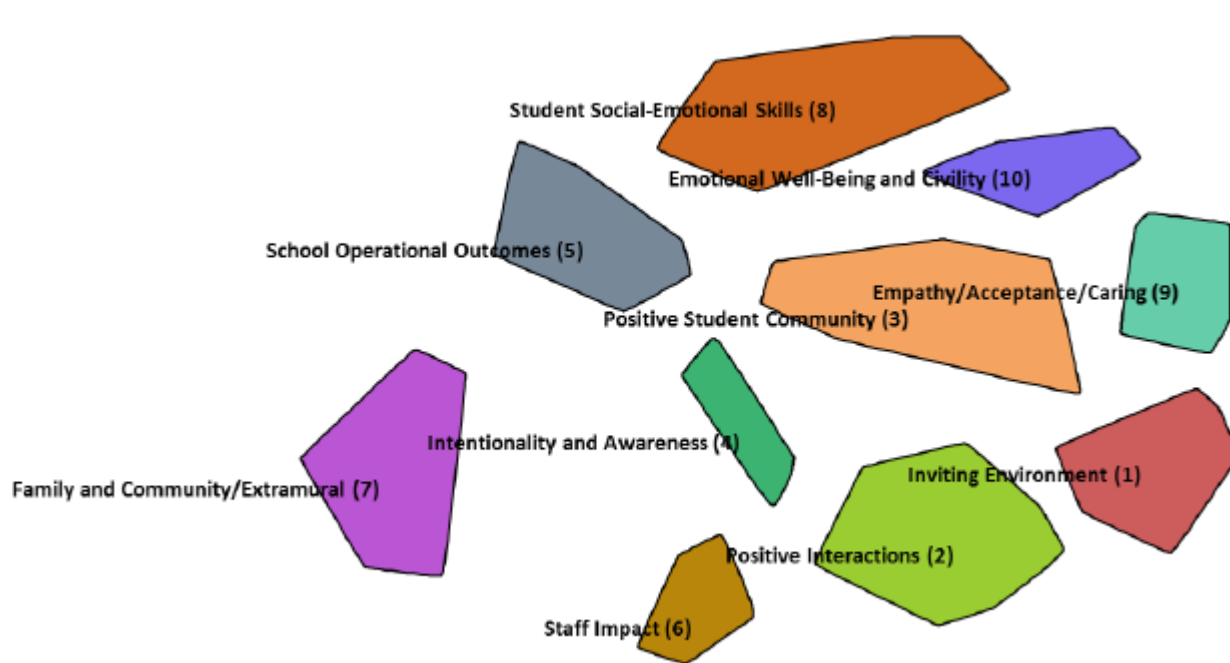 Student Social-Emotional Skills (8)
Emotional Well-Being and Civility (10)
School Operational Outcomes (5)
Empathy/Acceptance/Caring (9)
Positive Student Community (3)
Intentionality and Awareness (4)
Inviting Environment (1)
Family and Community/Extramural (7)
Positive Interactions (2)
Staff Impact (6)